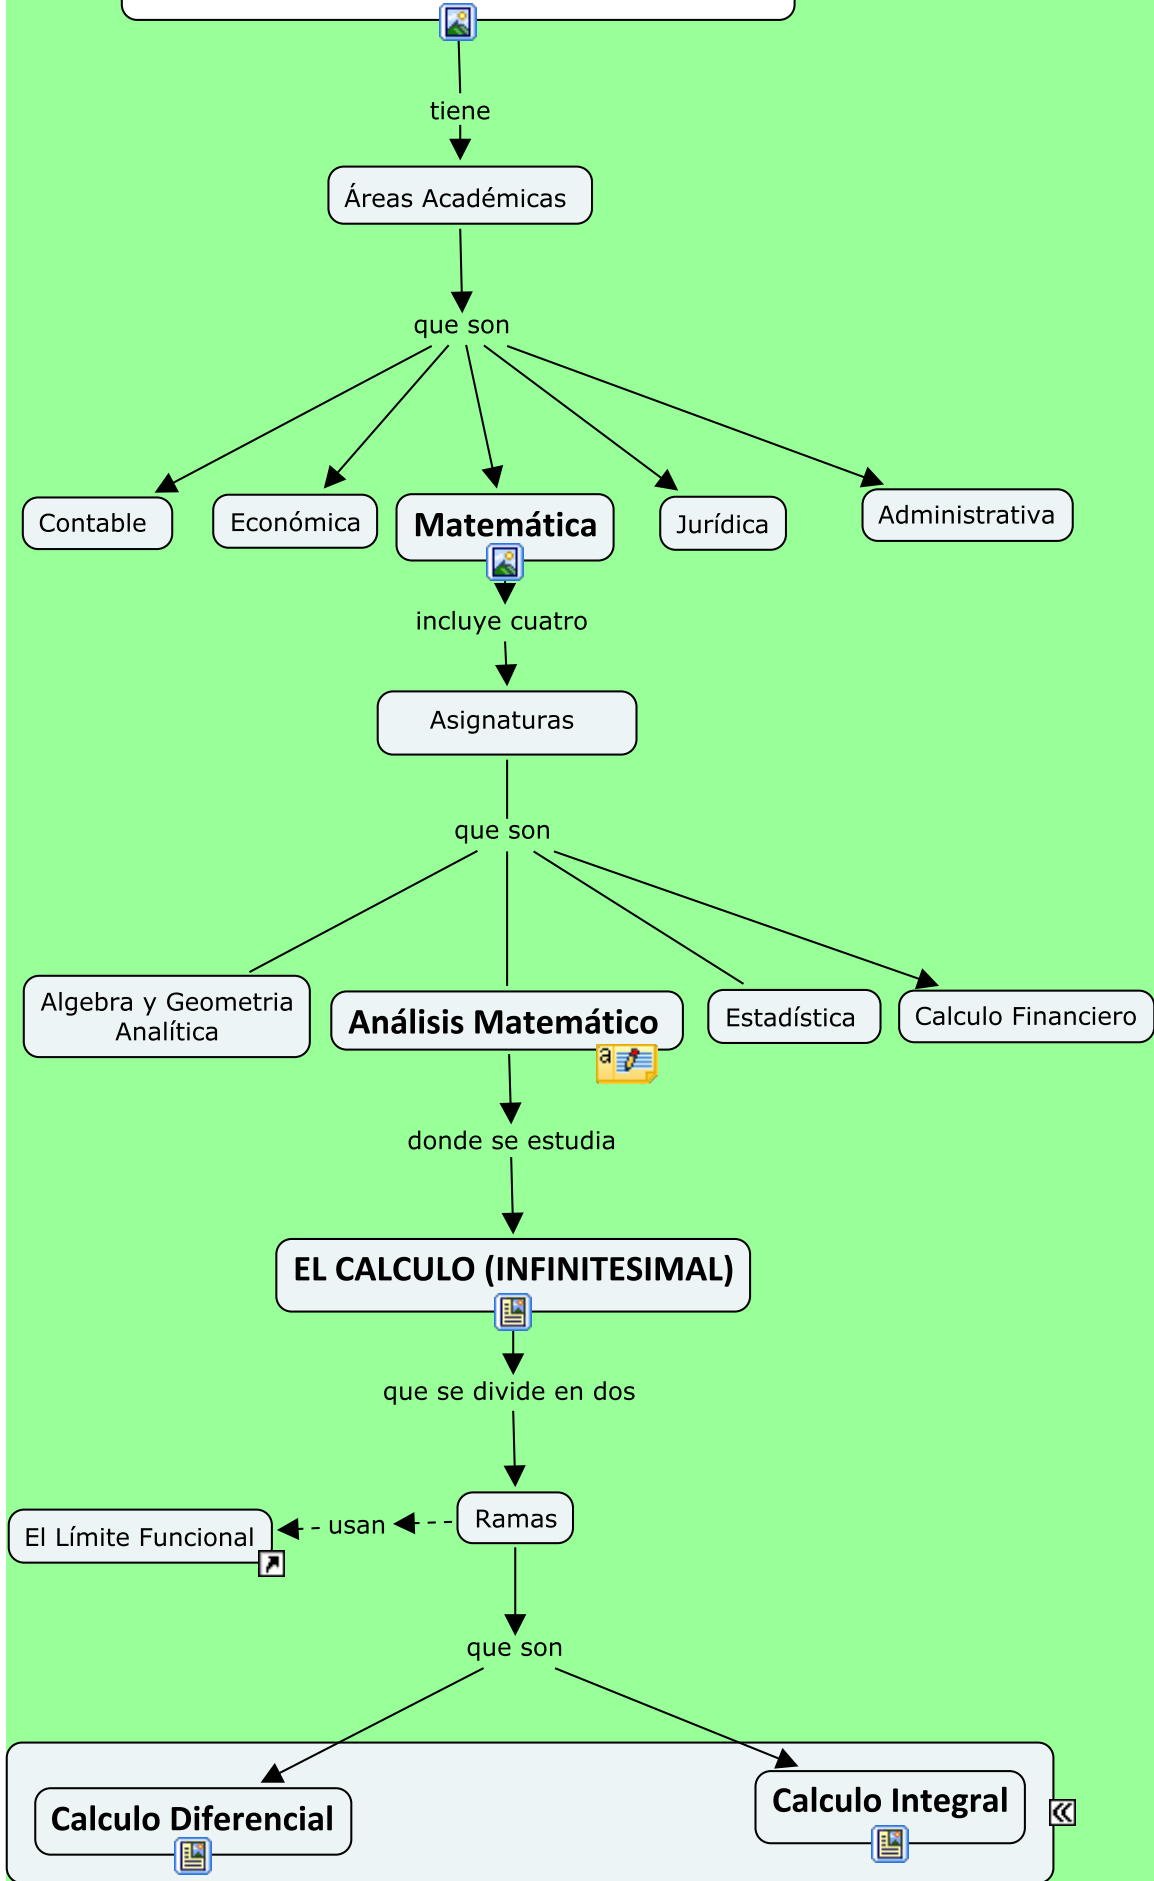 tiene
Áreas Académicas
que son
Contable
Económica
Matemática
Jurídica
Administrativa
incluye cuatro
Asignaturas
que son
Algebra y Geometria
Analítica
Análisis Matemático
Estadística
Calculo Financiero
a
donde se estudia
EL CALCULO (INFINITESIMAL)
que se divide en dos
Ramas
usan
El Límite Funcional
que son
Calculo Diferencial
Calculo Integral